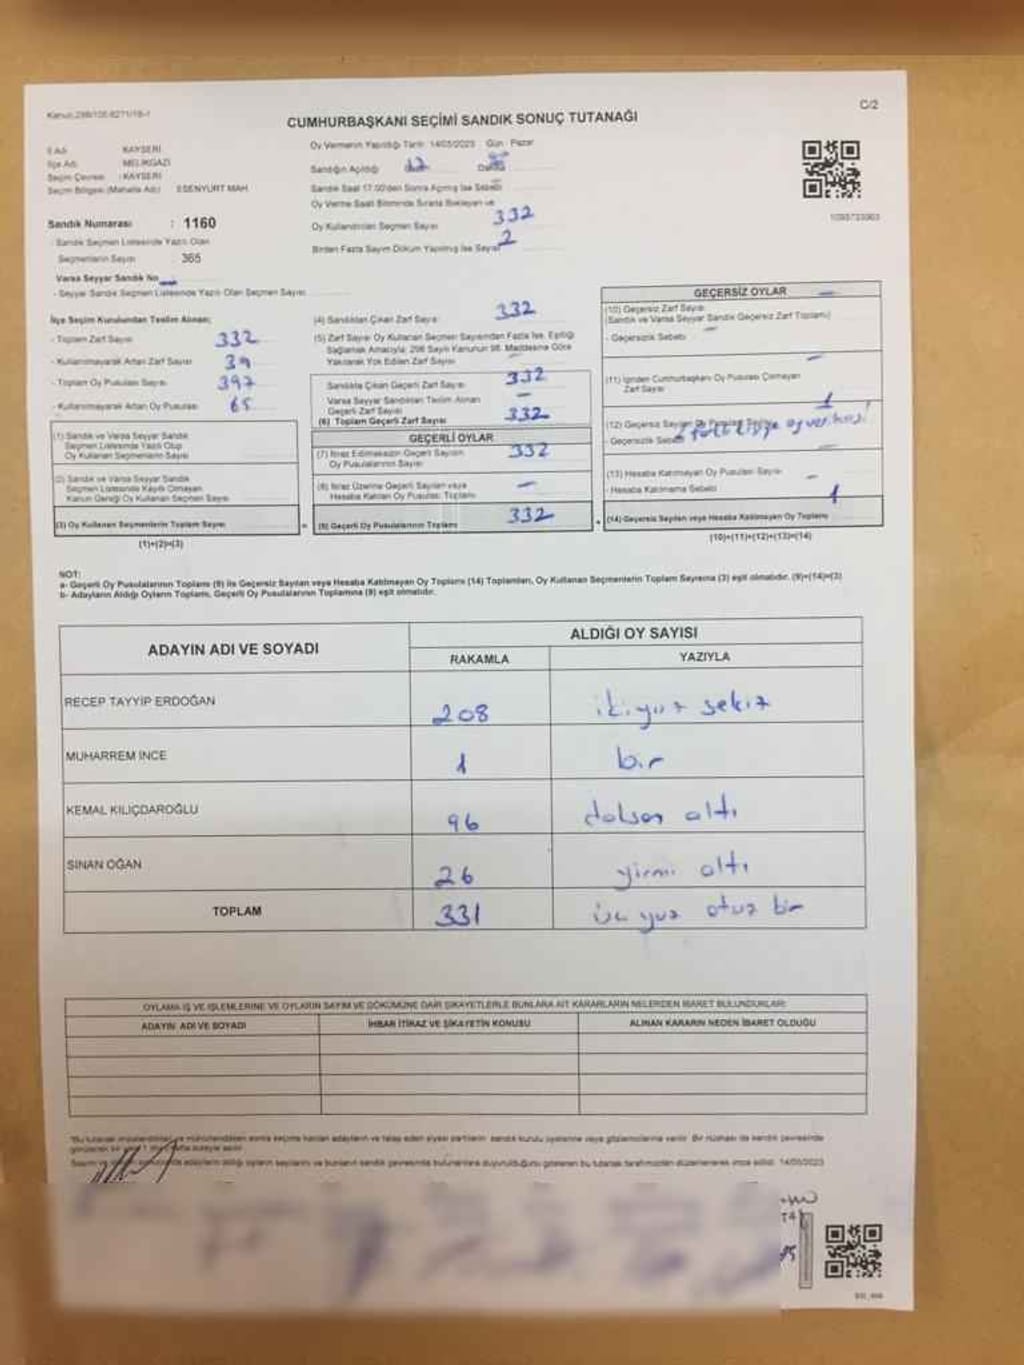 Kanun:298/105-6271/18-1
C/2
CUMHURBAŞKANI SEÇİMİ SANDIK SONUÇ TUTANAĞI
İl Adı : KAYSERİ
İlçe Adı : MELİKGAZİ
Seçim Çevresi : KAYSERİ
Seçim Bölgesi (Mahalle Adı) : ESENYURT MAH.
Sandık Numarası : 1160
- Sandık Seçmen Listesinde Yazılı Olan
Seçmenlerin Sayısı : 365
Varsa Seyyar Sandık No
- Seyyar Sandık Seçmen Listesinde Yazılı Olan Seçmen Sayısı
Oy Vermenin Yapıldığı Tarih: 14/05/2023 Gün: Pazar
Sandığın Açıldığı
Sandık Saat 17.00'den Sonra Açılmış İse Sebebi
Oy Verme Saati Bitiminde Sırada Bekleyen ve
Oy Kullandırılan Seçmen Sayısı 332
Birden Fazla Sayım Döküm Yapılmış İse Sayısı 2
1093733963
İlçe Seçim Kurulundan Teslim Alınan;
- Toplam Zarf Sayısı 332
- Kullanılmayarak Artan Zarf Sayısı 39
- Toplam Oy Pusulası Sayısı 397
- Kullanılmayarak Artan Oy Pusulası 65
(1) Sandık ve Varsa Seyyar Sandık
Seçmen Listesinde Yazılı Olup
Oy Kullanan Seçmenlerin Sayısı
(2) Sandık ve Varsa Seyyar Sandık
Seçmen Listesinde Kayıtlı Olmayan
Kanun Gereği Oy Kullanan Seçmen Sayısı
(3) Oy Kullanan Seçmenlerin Toplam Sayısı
(1)+(2)=(3)
(4) Sandıktan Çıkan Zarf Sayısı 332
(5) Zarf Sayısı Oy Kullanan Seçmen Sayısından Fazla İse, Eşitliği
Sağlamak Amacıyla; 298 Sayılı Kanunun 98. Maddesine Göre
Yakılarak Yok Edilen Zarf Sayısı
Sandıkta Çıkan Geçerli Zarf Sayısı 332
Varsa Seyyar Sandıktan Teslim Alınan
Geçerli Zarf Sayısı -
(6) Toplam Geçerli Zarf Sayısı 332
GEÇERLİ OYLAR
(7) İtiraz Edilmeksizin Geçerli Sayılan
Oy Pusulalarının Sayısı 332
(8) İtiraz Üzerine Geçerli Sayılan veya
Hesaba Katılan Oy Pusulası Toplamı -
(9) Geçerli Oy Pusulalarının Toplamı 332
GEÇERSİZ OYLAR
(10) Geçersiz Zarf Sayısı -
(Sandık ve Varsa Seyyar Sandık Geçersiz Zarf Toplamı)
- Geçersizlik Sebebi -
(11) İçinden Cumhurbaşkanı Oy Pusulası Çıkmayan
Zarf Sayısı -
(12) Geçersiz Sayılan Oy Pusulası Sayısı 1
- Geçersizlik Sebebi
(13) Hesaba Katılmayan Oy Pusulası Sayısı -
- Hesaba Katılmama Sebebi -
(14) Geçersiz Sayılan veya Hesaba Katılmayan Oy Toplamı 1
(10)+(11)+(12)+(13)=(14)
NOT:
a- Geçerli Oy Pusulalarının Toplamı (9) ile Geçersiz Sayılan veya Hesaba Katılmayan Oy Toplamı (14) Toplamları, Oy Kullanan Seçmenlerin Toplam Sayısına (3) eşit olmalıdır. (9)+(14)=(3)
b- Adayların Aldığı Oyların Toplamı, Geçerli Oy Pusulalarının Toplamına (9) eşit olmalıdır.
ADAYIN ADI VE SOYADI
ALDIĞI OY SAYISI
RAKAMLA YAZIYLA
RECEP TAYYİP ERDOĞAN 208 ikiyüz sekiz
MUHARREM İNCE 1 bir
KEMAL KILIÇDAROĞLU 96 doksan altı
SİNAN OĞAN 26 yirmi altı
TOPLAM 331 üç yüz otuz bir
OYLAMA İŞ VE İŞLEMLERİNE VE OYLARIN SAYIM VE DÖKÜMÜNE DAİR ŞİKAYETLERLE BUNLARA AİT KARARLARIN NELERDEN İBARET BULUNDUKLARI
ADAYIN ADI VE SOYADI İHBAR İTİRAZ VE ŞİKAYETİN KONUSU ALINAN KARARIN NEDEN İBARET OLDUĞU